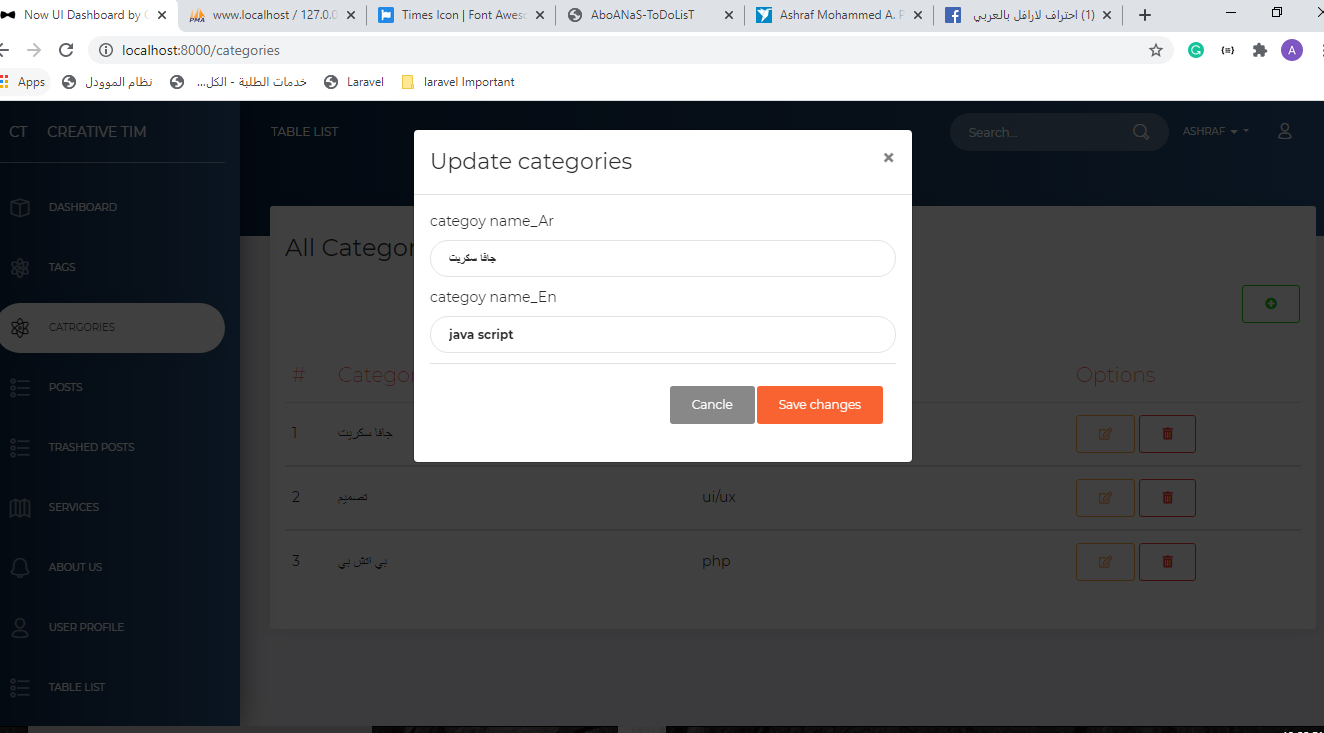 Now UI Dashboard by C
www.localhost / 127.0.0
Times Icon | Font Aweso
AboANaS-ToDoLisT
Ashraf Mohammed A. P
(1) احتراف لارافل بالعربي
localhost:8000/categories
A
Apps
نظام الموودل
خدمات الطلبة - الكل...
Laravel
laravel Important
CT CREATIVE TIM
TABLE LIST
Search...
ASHRAF
DASHBOARD
TAGS
CATRGORIES
POSTS
TRASHED POSTS
SERVICES
ABOUT US
USER PROFILE
TABLE LIST
All Categor
Update categories
×
categoy name_Ar
جافا سكريت
categoy name_En
java script
Cancle
Save changes
# Categor Options
1 جافا سكريت
2 تصميم ui/ux
3 بي اتش بي php